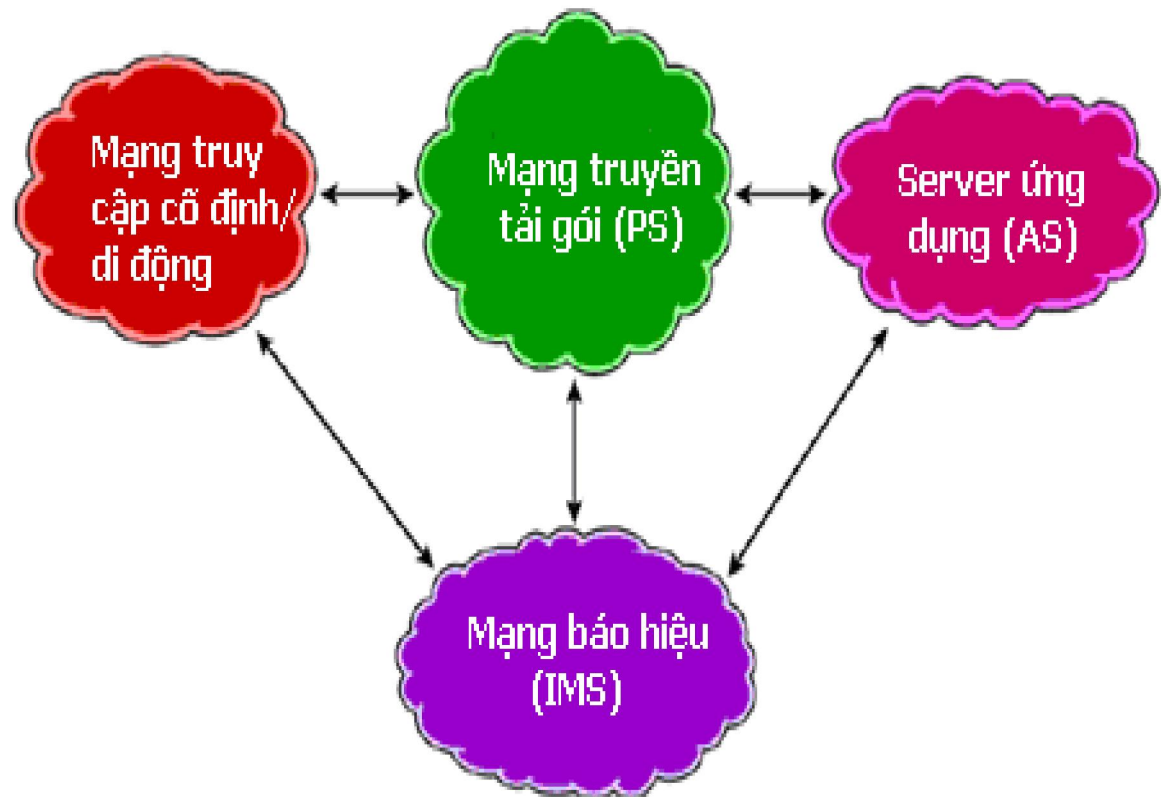 Mạng truy
cập cố định/
di động
Mạng truyền
tải gói (PS)
Server ứng
dụng (AS)
Mạng báo hiệu
(IMS)